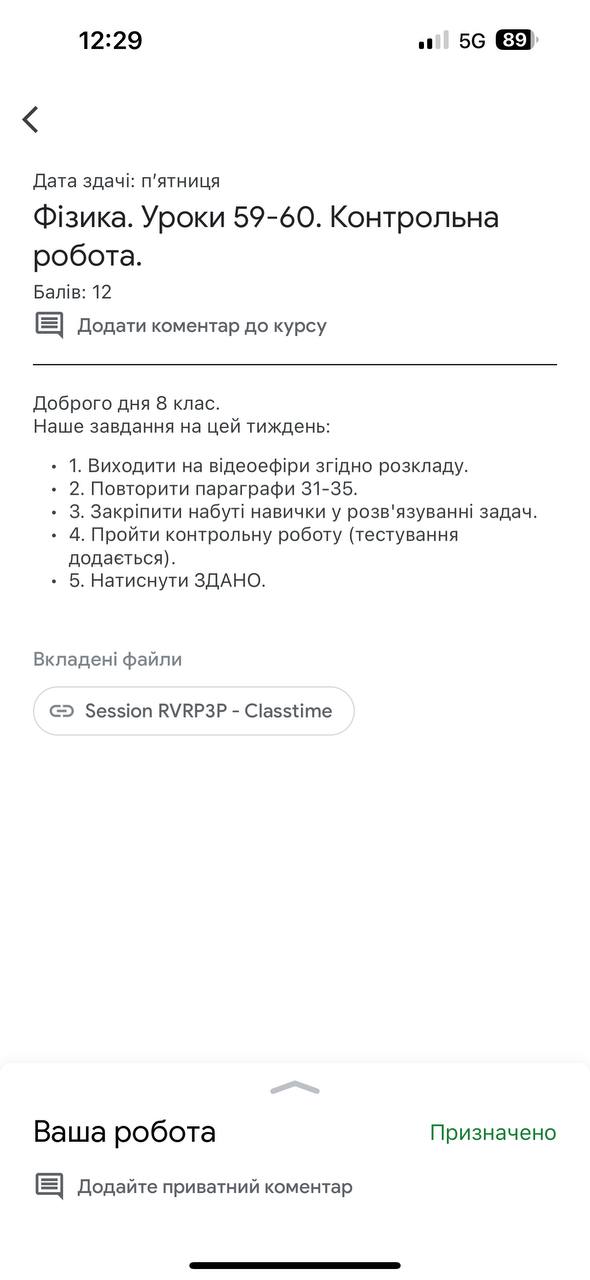 12:29
5G 89
Дата здачі: п’ятниця
Фізика. Уроки 59-60. Контрольна
робота.
Балів: 12
Додати коментар до курсу
Доброго дня 8 клас.
Наше завдання на цей тиждень:
• 1. Виходити на відеоефіри згідно розкладу.
• 2. Повторити параграфи 31-35.
• 3. Закріпити набуті навички у розв'язуванні задач.
• 4. Пройти контрольну роботу (тестування
додається).
• 5. Натиснути ЗДАНО.
Вкладені файли
Session RVRP3P - Classtime
Ваша робота
Призначено
Додайте приватний коментар